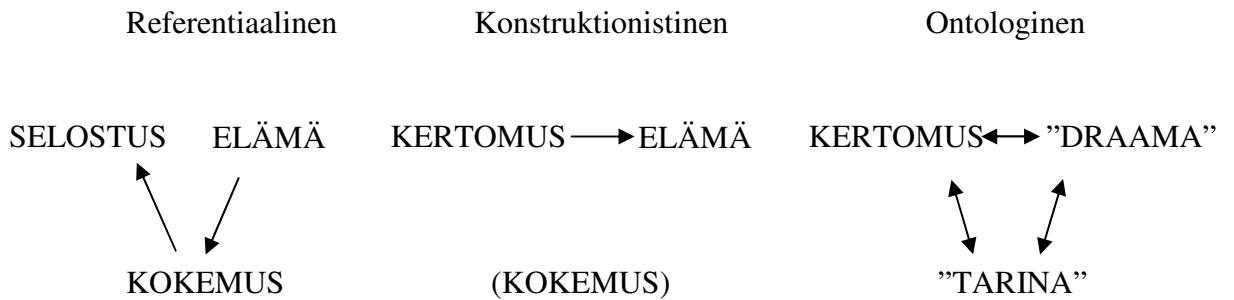 Referentiaalinen Konstruktionistinen Ontologinen
SELOSTUS ELÄMÄ KERTOMUS ELÄMÄ KERTOMUS ”DRAAMA”
KOKEMUS (KOKEMUS) ”TARINA”